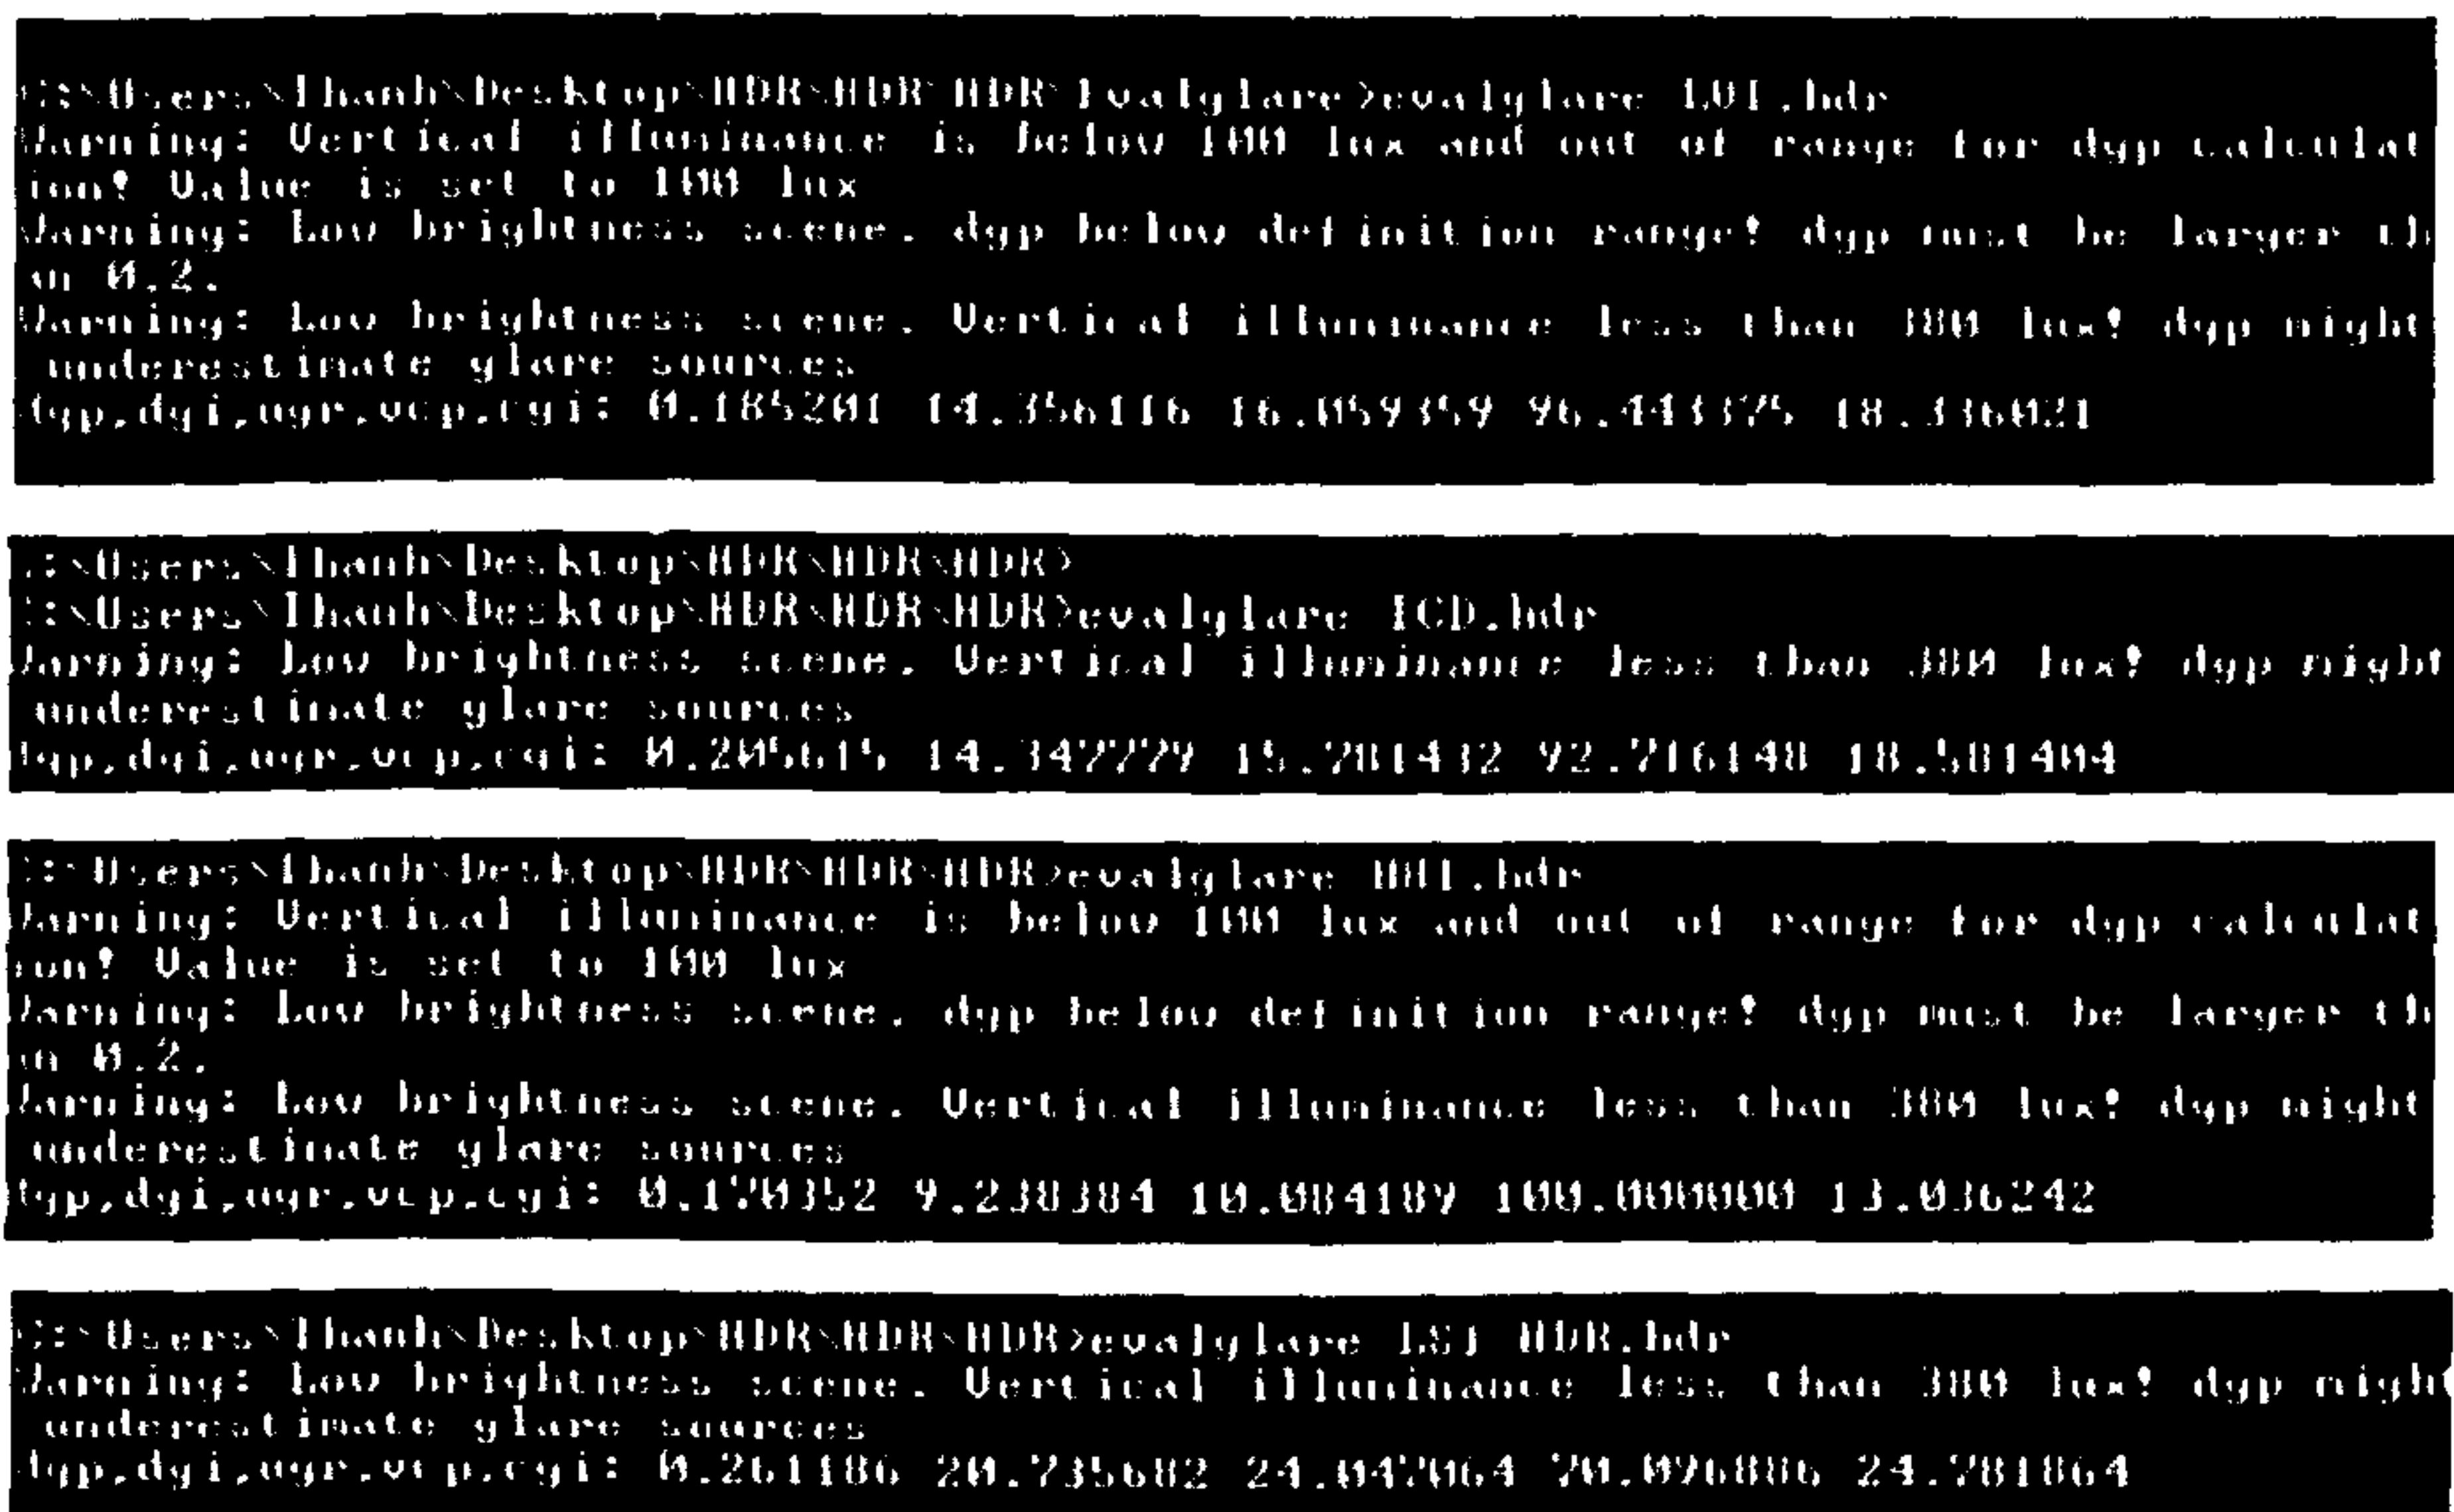 C:\Users\Thanh\Desktop\HDR\HDR\HDR\Evalglare>evalglare LUI.hdr
Warning: Vertical illuminance is below 100 lux and out of range for dgp calculat
ion! Value is set to 100 lux
Warning: Low brightness scene. dgp below definition range! dgp must be larger th
an 0.2.
Warning: Low brightness scene. Vertical illuminance less than 380 lux! dgp might
underestimate glare sources
dgp,dgi,ugr,vcp,cgi: 0.185201 14.356116 16.059359 96.443375 18.336021
C:\Users\Thanh\Desktop\HDR\HDR\HDR>
C:\Users\Thanh\Desktop\HDR\HDR\HDR>evalglare ICD.hdr
Warning: Low brightness scene. Vertical illuminance less than 380 lux! dgp might
underestimate glare sources
dgp,dgi,ugr,vcp,cgi: 0.205615 14.347779 15.781432 92.716148 18.581404
C:\Users\Thanh\Desktop\HDR\HDR\HDR>evalglare
Warning: Vertical illuminance is below 100 lux and out of range for dgp calculat
ion! Value is set to 100 lux
Warning: Low brightness scene. dgp below definition range! dgp must be larger th
an 0.2.
Warning: Low brightness scene. Vertical illuminance less than 380 lux! dgp might
underestimate glare sources
dgp,dgi,ugr,vcp,cgi: 0.170352 9.238384 10.084189 100.000000 13.036242
C:\Users\Thanh\Desktop\HDR\HDR\HDR>evalglare HDR.hdr
Warning: Low brightness scene. Vertical illuminance less than 380 lux! dgp might
underestimate glare sources
dgp,dgi,ugr,vcp,cgi: 0.261186 20.735682 24.047064 70.096886 24.781864